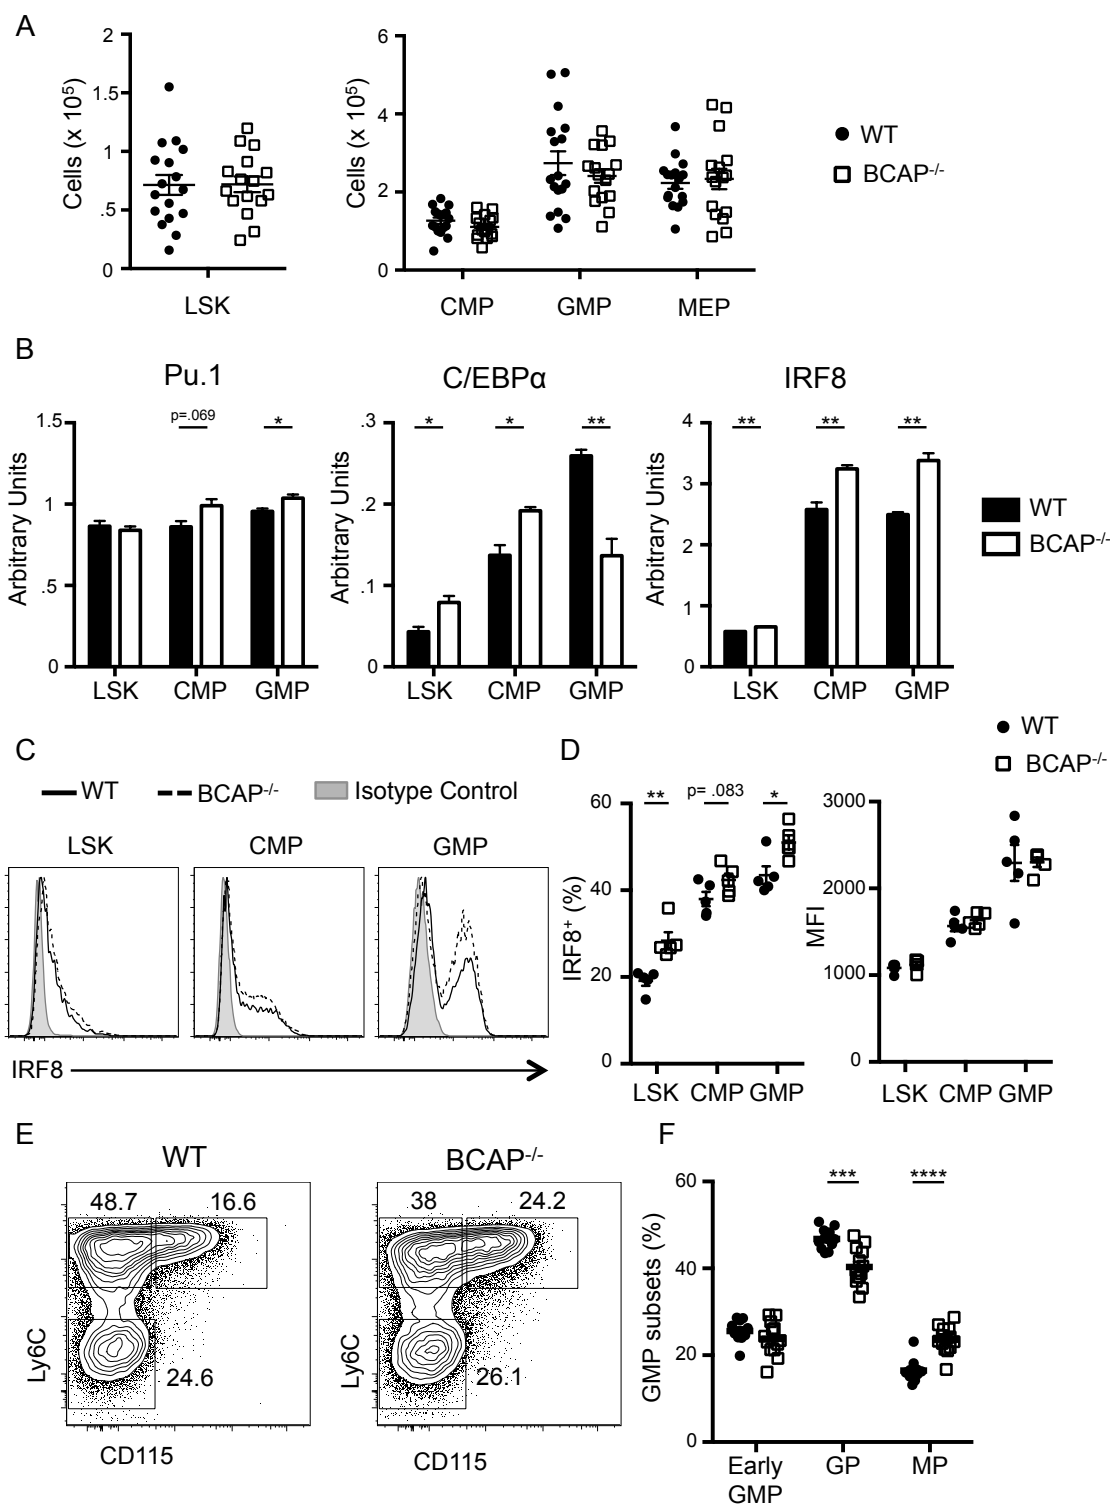 A
Cells (x 10⁵)
2
1.5
1
.5
0
LSK
Cells (x 10⁵)
6
4
2
0
CMP GMP MEP
WT
BCAP-/-
B
Pu.1
C/EBPα
IRF8
Arbitrary Units
1.5
1
.5
0
p=.069
*
LSK CMP GMP
Arbitrary Units
.3
.2
.1
0
* * **
LSK CMP GMP
Arbitrary Units
4
3
2
1
0
** ** **
LSK CMP GMP
WT
BCAP-/-
C
WT BCAP-/- Isotype Control
LSK CMP GMP
IRF8
D
WT
BCAP-/-
IRF8⁺ (%)
60
40
20
0
** p= .083 *
LSK CMP GMP
MFI
3000
2000
1000
0
LSK CMP GMP
E
WT
BCAP-/-
48.7 16.6
24.6
Ly6C
CD115
38 24.2
26.1
Ly6C
CD115
F
GMP subsets (%)
60
40
20
0
*** ****
Early GMP
GP
MP